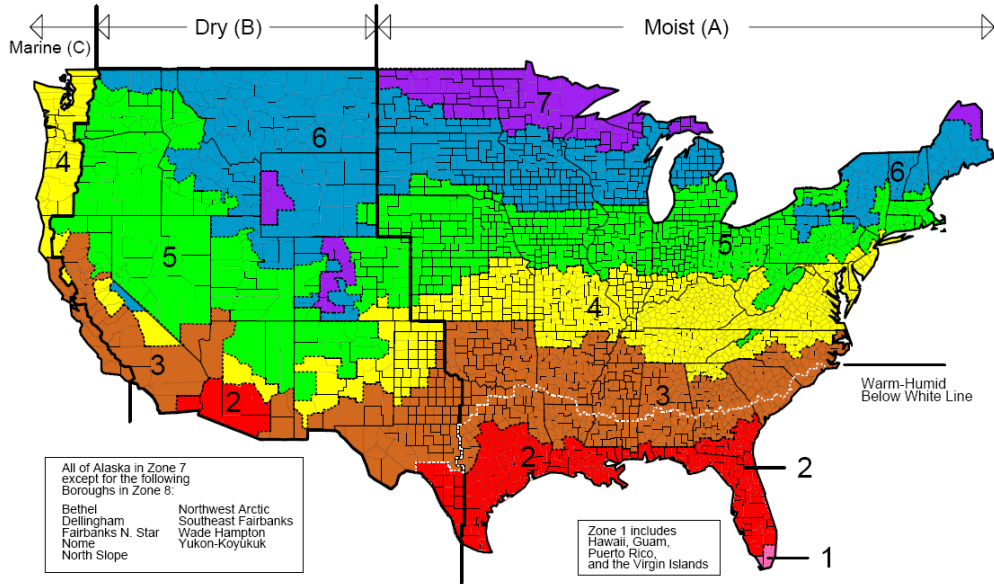 Marine (C)
Dry (B)
Moist (A)
7
6
6
4
5
5
4
3
3
2
2
2
1
Warm-Humid
Below White Line
All of Alaska in Zone 7
except for the following
Boroughs in Zone 8:
Bethel
Dellingham
Fairbanks N. Star
Nome
North Slope
Northwest Arctic
Southeast Fairbanks
Wade Hampton
Yukon-Koyukuk
Zone 1 includes
Hawaii, Guam,
Puerto Rico,
and the Virgin Islands